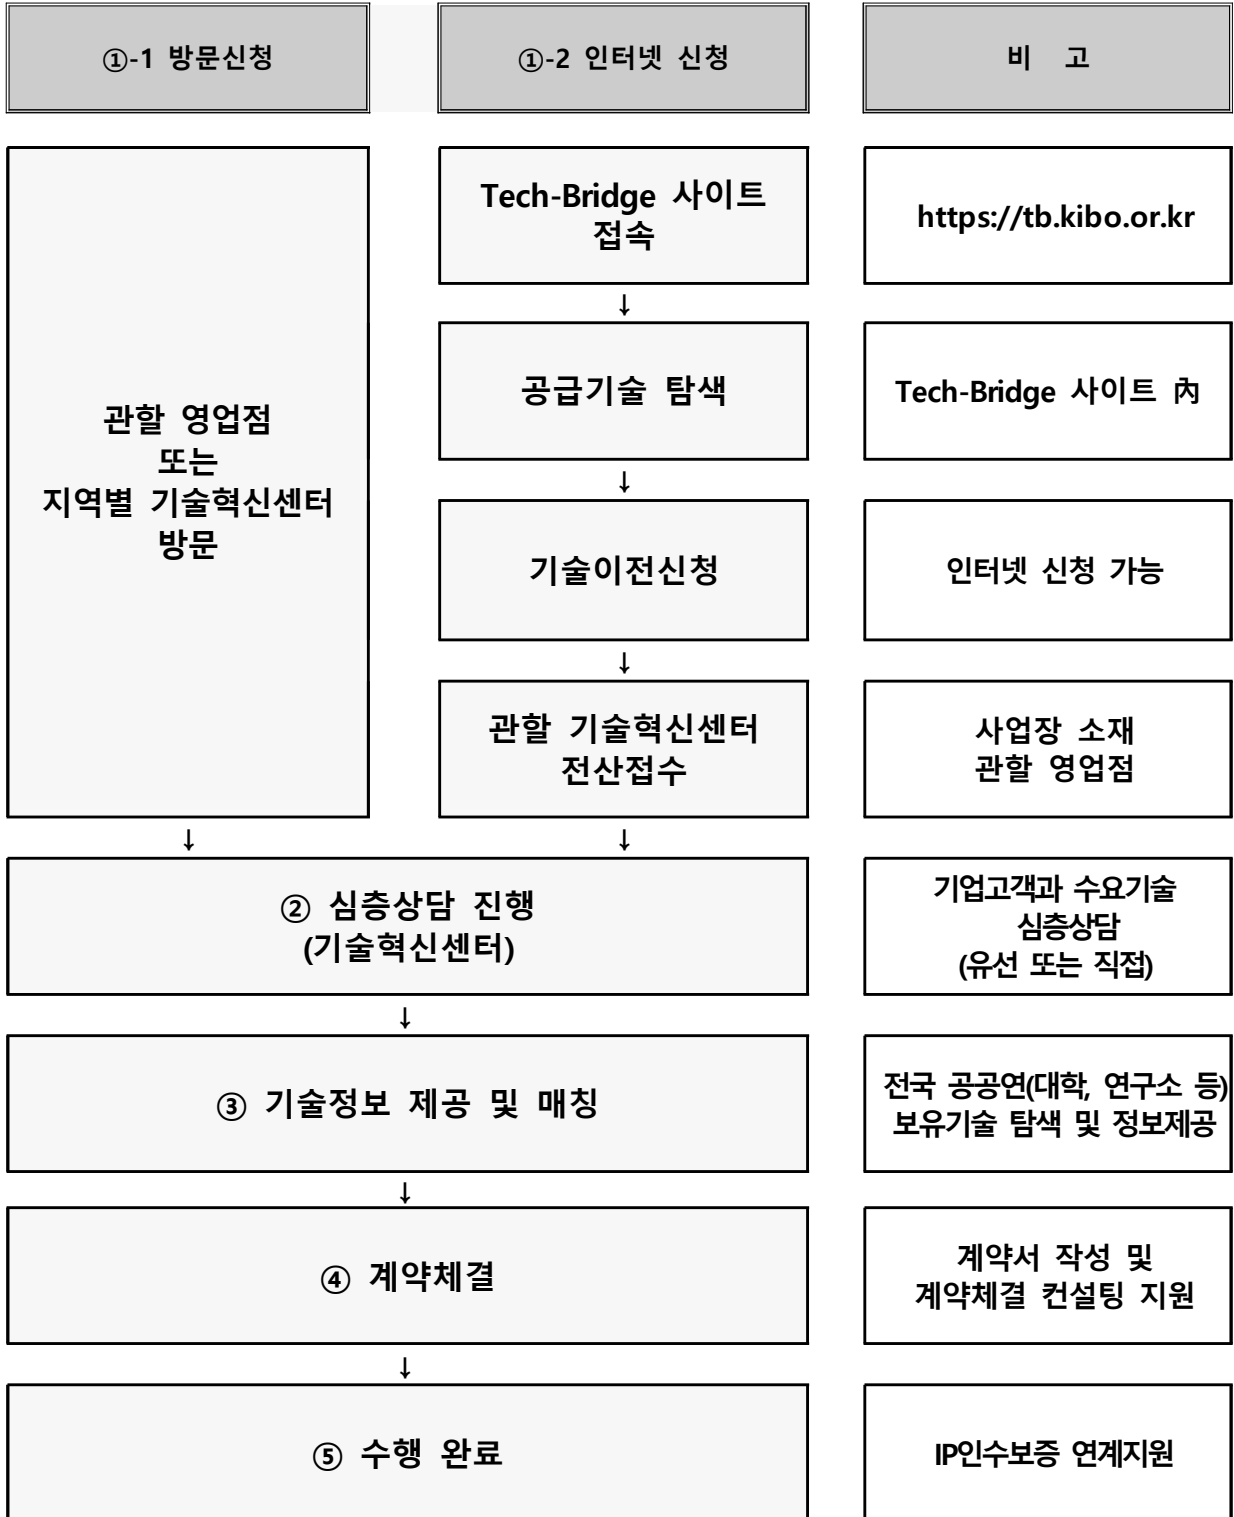 ①-1 방문신청
①-2 인터넷 신청
비 고
관할 영업점
또는
지역별 기술혁신센터
방문
Tech-Bridge 사이트
접속
https://tb.kibo.or.kr
↓
공급기술 탐색
Tech-Bridge 사이트 內
↓
기술이전신청
인터넷 신청 가능
↓
관할 기술혁신센터
전산접수
사업장 소재
관할 영업점
↓
↓
② 심층상담 진행
(기술혁신센터)
기업고객과 수요기술
심층상담
(유선 또는 직접)
↓
③ 기술정보 제공 및 매칭
전국 공공연(대학, 연구소 등)
보유기술 탐색 및 정보제공
↓
④ 계약체결
계약서 작성 및
계약체결 컨설팅 지원
↓
⑤ 수행 완료
IP인수보증 연계지원